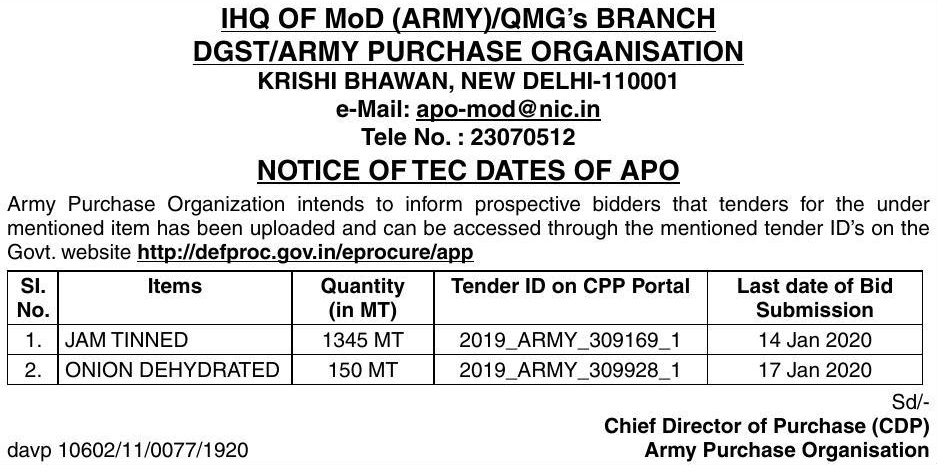 IHQ OF MoD (ARMY)/QMG's BRANCH
DGST/ARMY PURCHASE ORGANISATION
KRISHI BHAWAN, NEW DELHI-110001
e-Mail: apo-mod@nic.in
Tele No. : 23070512
NOTICE OF TEC DATES OF APO
Army Purchase Organization intends to inform prospective bidders that tenders for the under
mentioned item has been uploaded and can be accessed through the mentioned tender ID's on the
Govt. website http://defproc.gov.in/eprocure/app
Sl. No. Items Quantity (in MT) Tender ID on CPP Portal Last date of Bid Submission
1. JAM TINNED 1345 MT 2019_ARMY_309169_1 14 Jan 2020
2. ONION DEHYDRATED 150 MT 2019_ARMY_309928_1 17 Jan 2020
Sd/-
Chief Director of Purchase (CDP)
davp 10602/11/0077/1920 Army Purchase Organisation